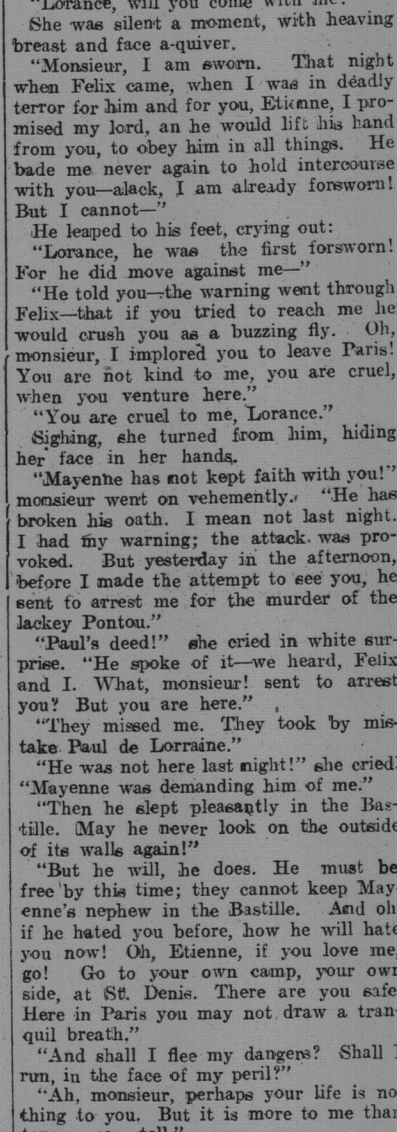 "Lorance, will you come with me?"
She was silent a moment, with heaving
breast and face a-quiver.
"Monsieur, I am sworn. That night
when Felix came, when I was in deadly
terror for him and for you, Etienne, I pro-
mised my lord, an he would lift his hand
from you, to obey him in all things. He
bade me never again to hold intercourse
with you—alack, I am already forsworn!
But I cannot—"
He leaped to his feet, crying out:
"Lorance, he was the first forsworn!
For he did move against me—"
"He told you—the warning went through
Felix—that if you tried to reach me he
would crush you as a buzzing fly. Oh,
monsieur, I implored you to leave Paris!
You are not kind to me, you are cruel,
when you venture here."
"You are cruel to me, Lorance."
Sighing, she turned from him, hiding
her face in her hands.
"Mayenne has not kept faith with you!"
monsieur went on vehemently. "He has
broken his oath. I mean not last night.
I had my warning; the attack was pro-
voked. But yesterday in the afternoon,
before I made the attempt to see you, he
sent to arrest me for the murder of the
lackey Pontou."
"Paul's deed!" she cried in white sur-
prise. "He spoke of it—we heard, Felix
and I. What, monsieur! sent to arrest
you? But you are here."
"They missed me. They took by mis-
take Paul de Lorraine."
"He was not here last night!" she cried.
"Mayenne was demanding him of me."
"Then he slept pleasantly in the Bas-
tille. May he never look on the outside
of its walls again!"
"But he will, he does. He must be
free by this time; they cannot keep May-
enne's nephew in the Bastille. And oh
if he hated you before, how he will hate
you now! Oh, Etienne, if you love me,
go! Go to your own camp, your own
side, at St. Denis. There are you safe
Here in Paris you may not draw a tran-
quil breath."
"And shall I flee my dangers? Shall I
run, in the face of my peril?"
"Ah, monsieur, perhaps your life is no-
thing to you. But it is more to me than